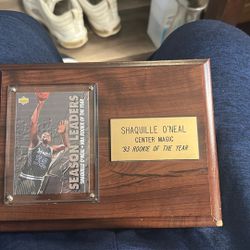 SEASON LEADERS
SHAQUILLE O'NEAL
CENTER MAGIC
'93 ROOKIE OF THE YEAR